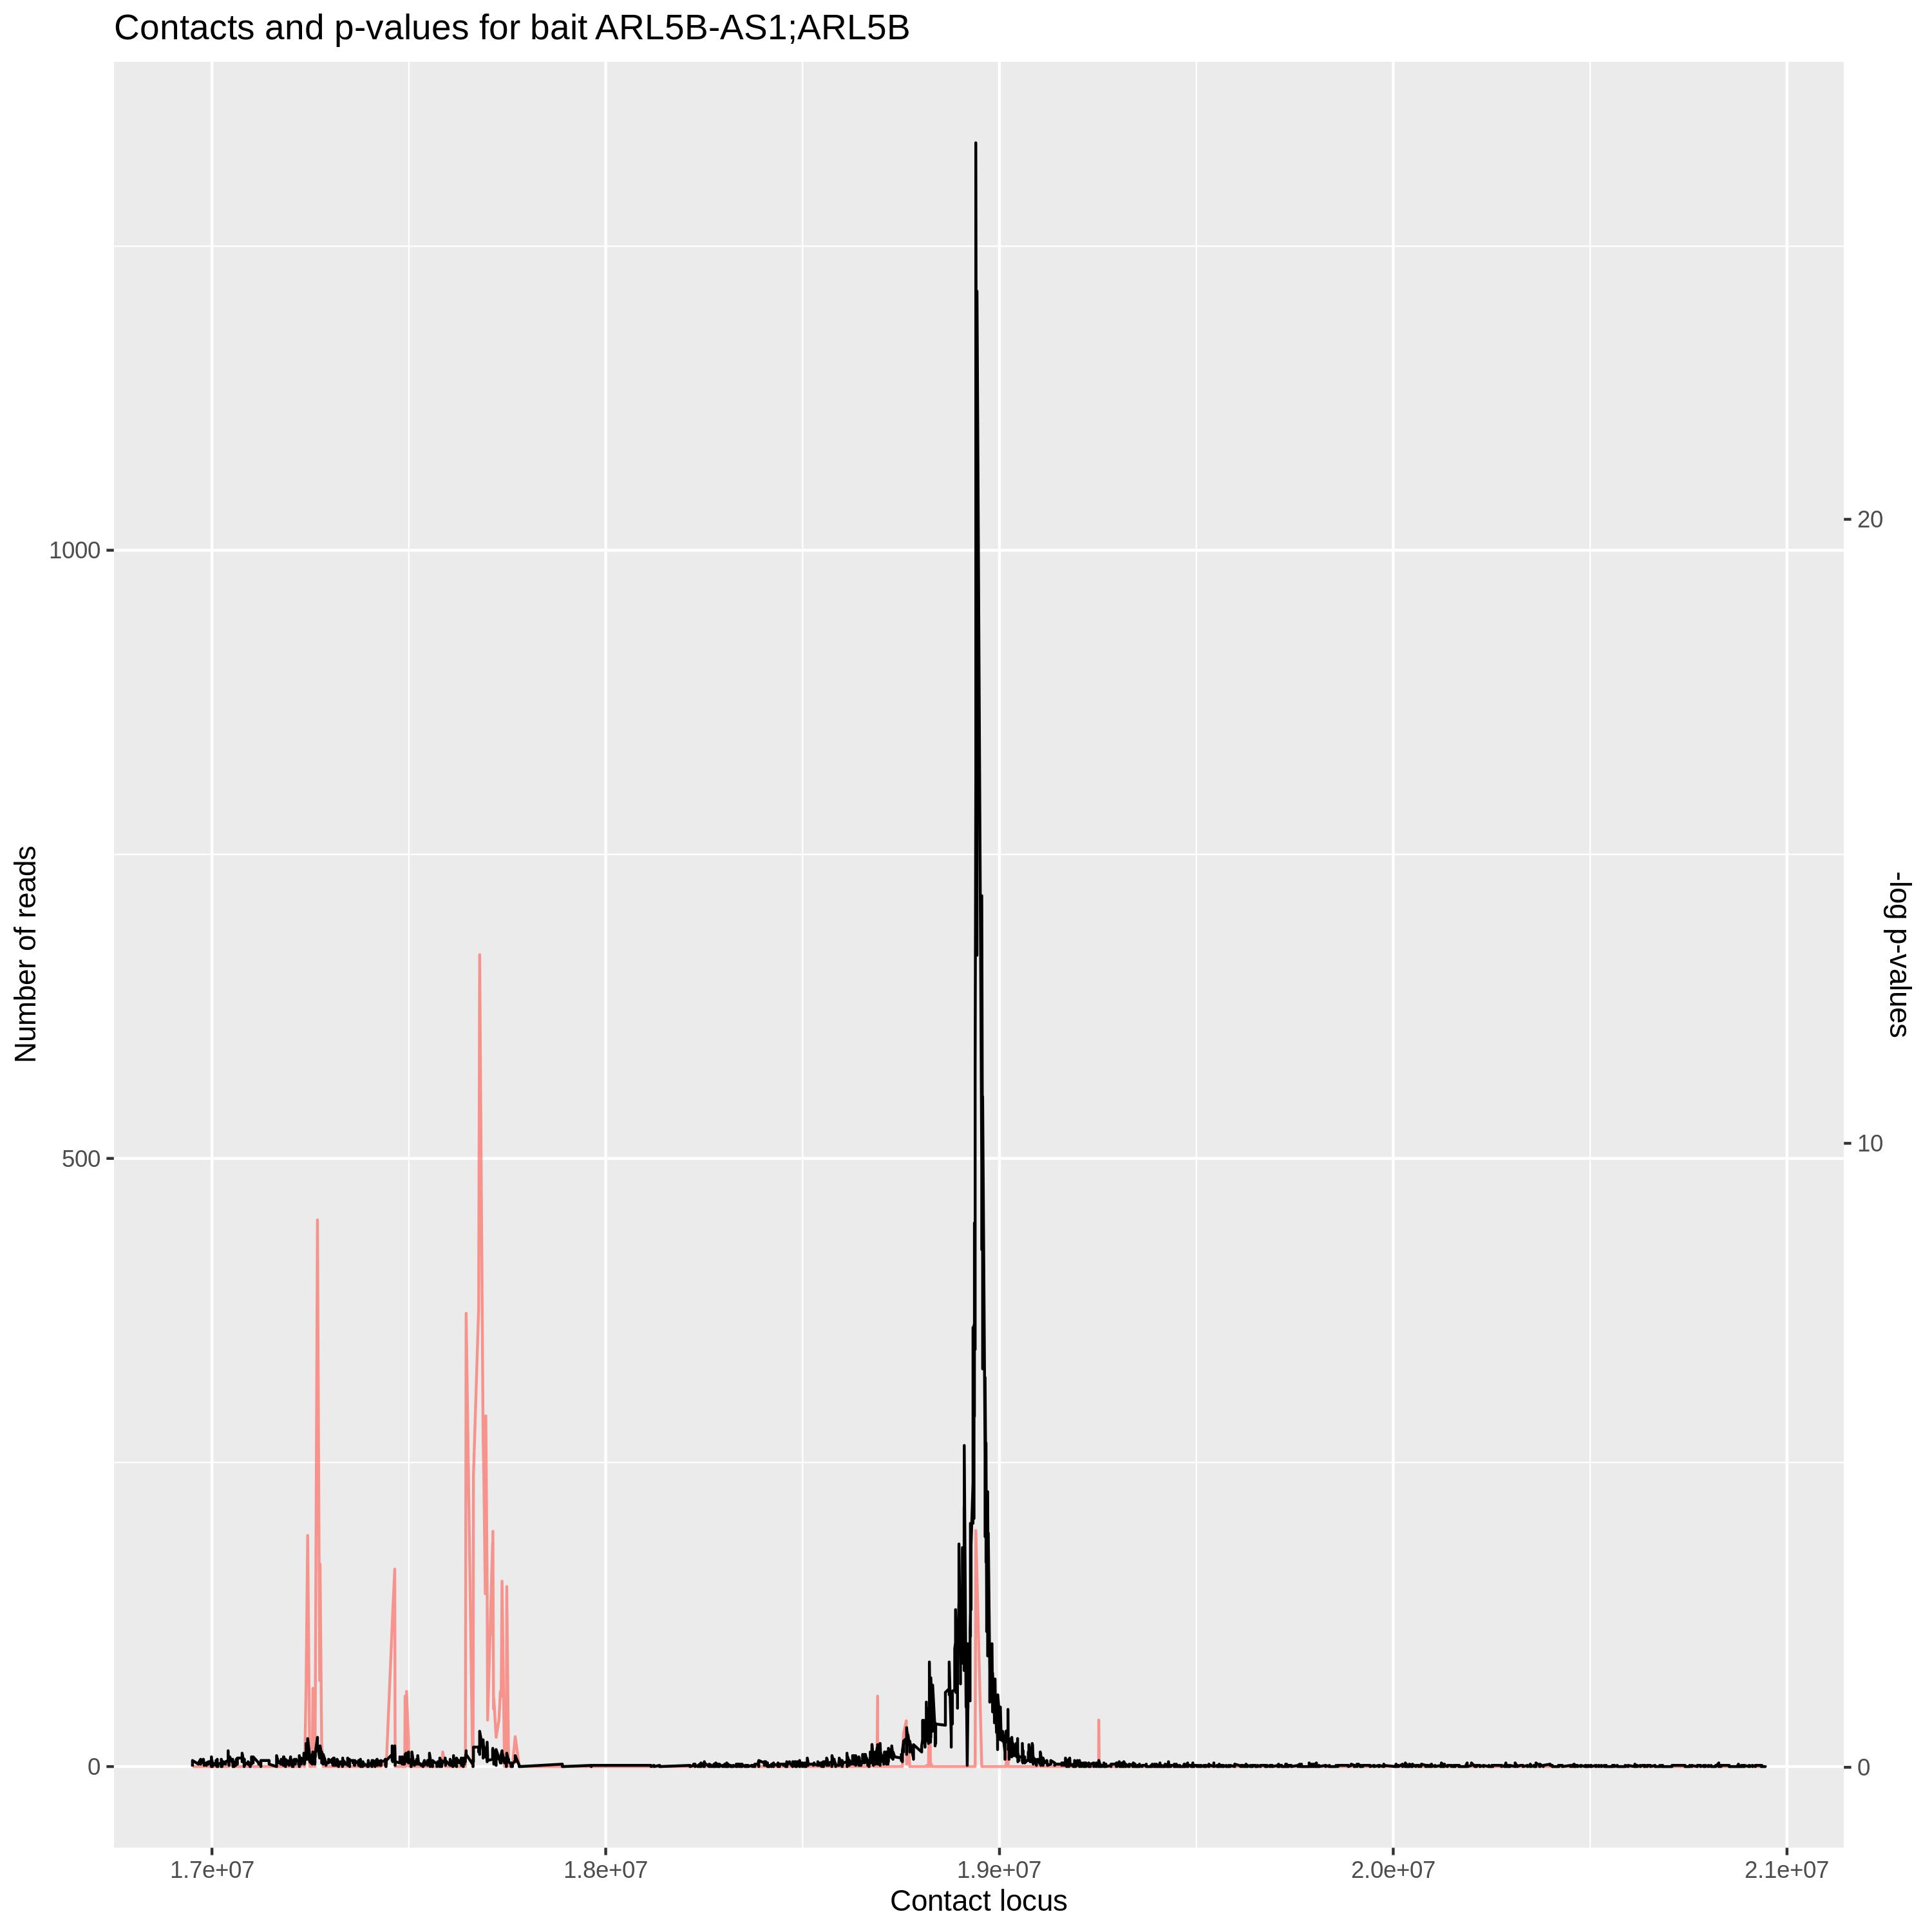 Contacts and p-values for bait ARL5B-AS1;ARL5B
Number of reads
1000
500
0
20
10
0
-log p-values
1.7e+07
1.8e+07
1.9e+07
2.0e+07
2.1e+07
Contact locus